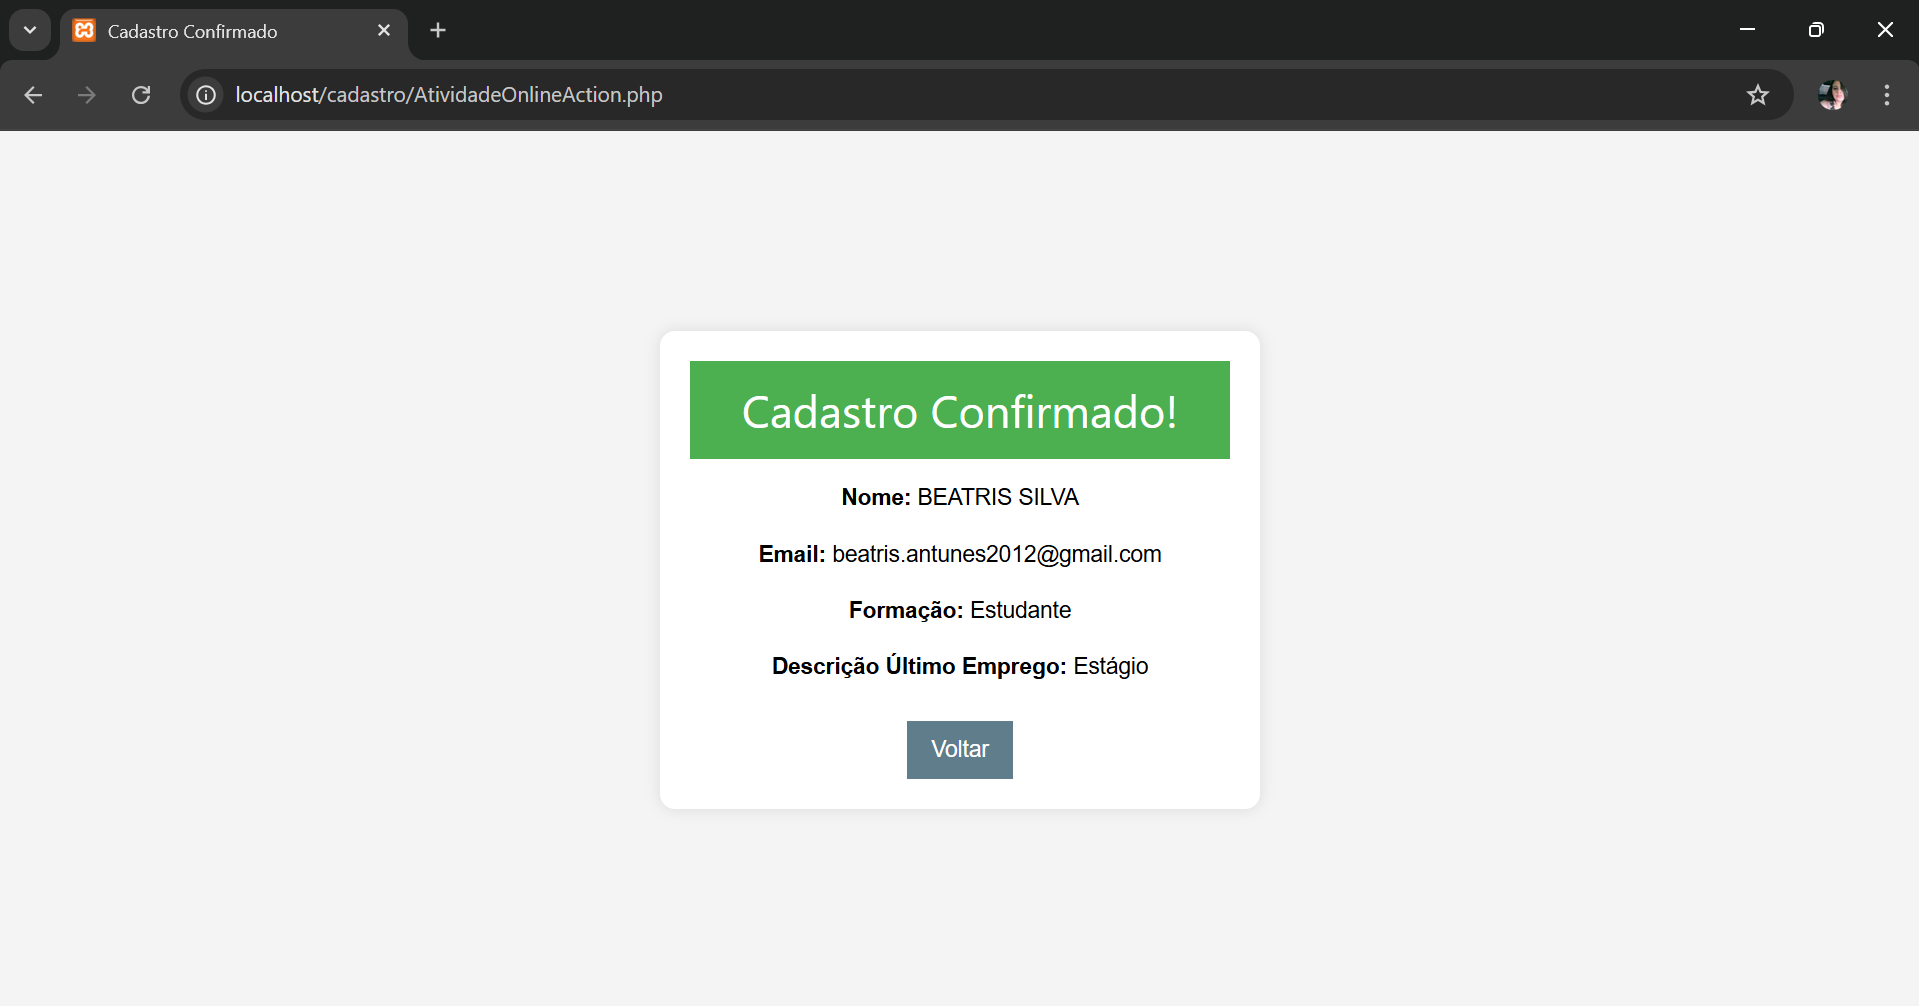 Cadastro Confirmado
localhost/cadastro/AtividadeOnlineAction.php
Cadastro Confirmado!
Nome: BEATRIS SILVA
Email: beatris.antunes2012@gmail.com
Formação: Estudante
Descrição Último Emprego: Estágio
Voltar